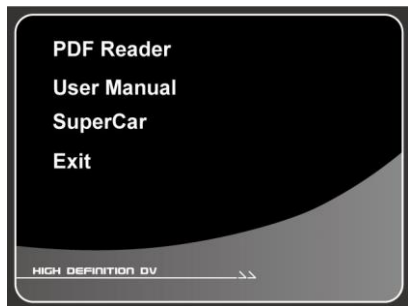 PDF Reader
User Manual
SuperCar
Exit
HIGH DEFINITION DV